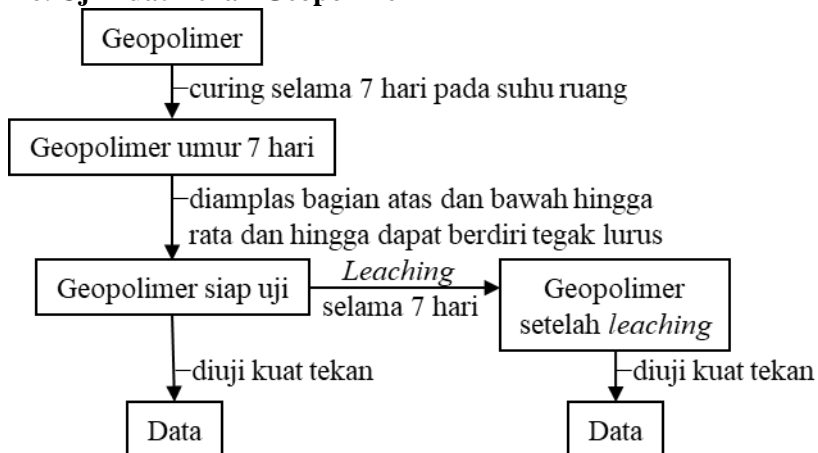 Geopolimer
curing selama 7 hari pada suhu ruang
Geopolimer umur 7 hari
diamplas bagian atas dan bawah hingga
rata dan hingga dapat berdiri tegak lurus
Geopolimer siap uji
Leaching
selama 7 hari
Geopolimer
setelah leaching
diuji kuat tekan
diuji kuat tekan
Data
Data